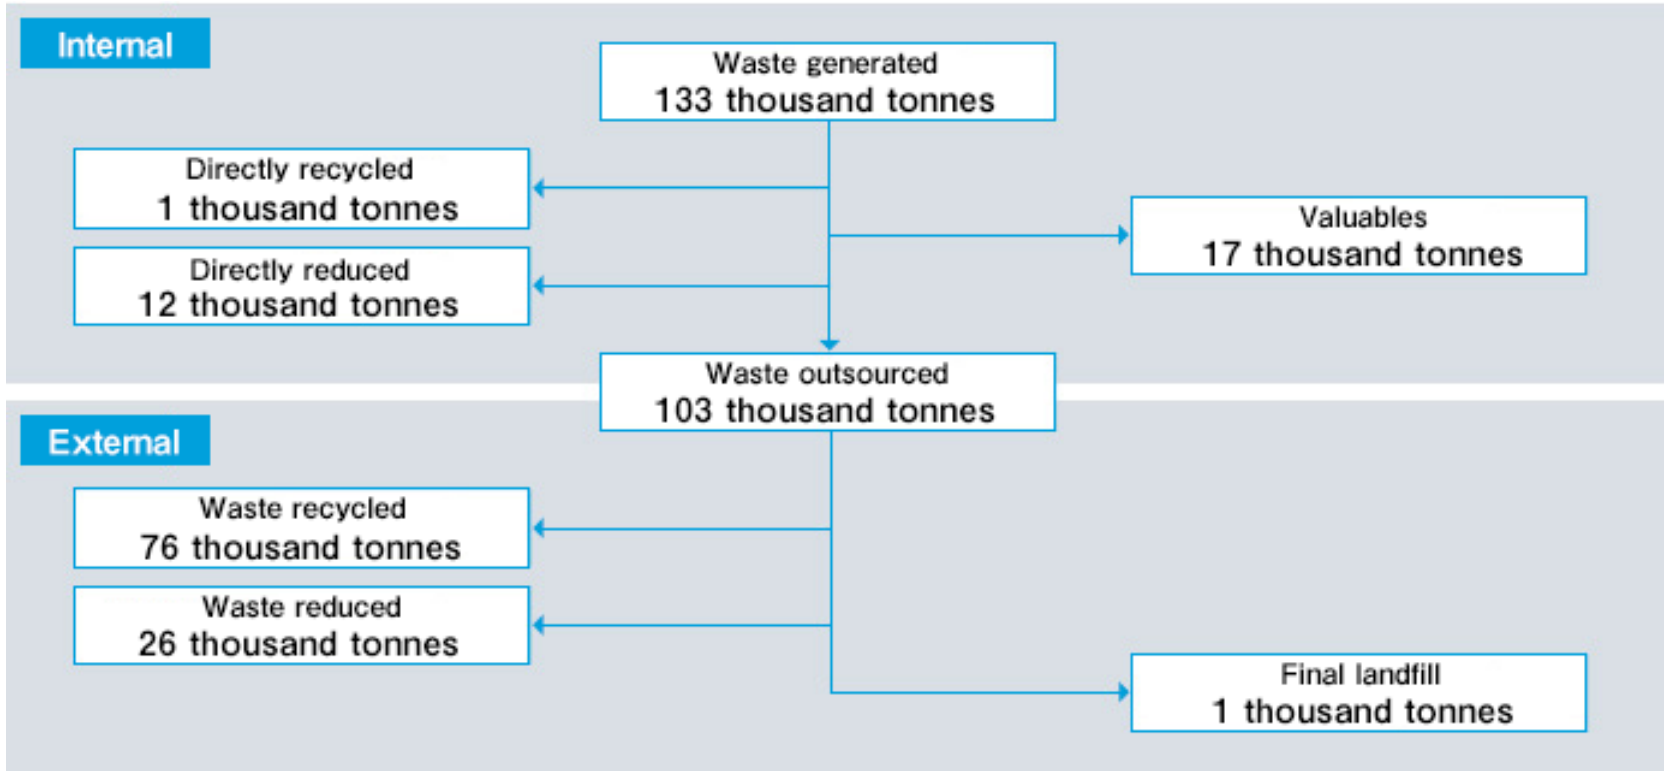 Internal
Waste generated
133 thousand tonnes
Directly recycled
1 thousand tonnes
Valuables
17 thousand tonnes
Directly reduced
12 thousand tonnes
Waste outsourced
103 thousand tonnes
External
Waste recycled
76 thousand tonnes
Waste reduced
26 thousand tonnes
Final landfill
1 thousand tonnes